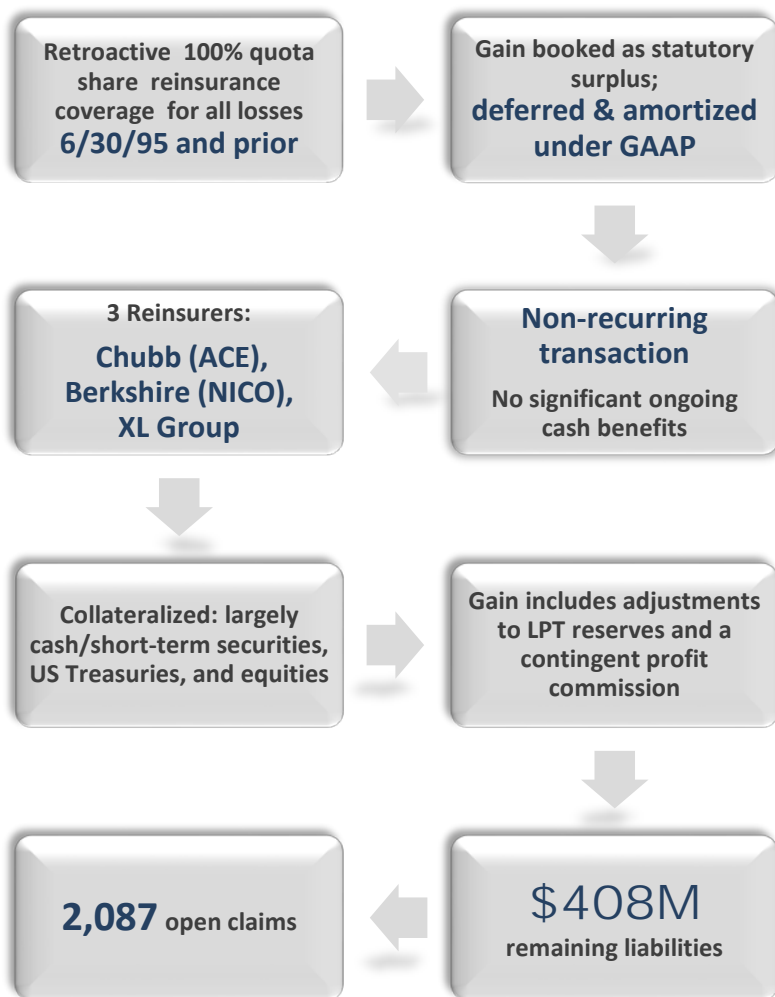 Retroactive 100% quota
share reinsurance
coverage for all losses
6/30/95 and prior
Gain booked as statutory
surplus;
deferred & amortized
under GAAP
Non-recurring
transaction
No significant ongoing
cash benefits
3 Reinsurers:
Chubb (ACE),
Berkshire (NICO),
XL Group
Collateralized: largely
cash/short-term securities,
US Treasuries, and equities
Gain includes adjustments
to LPT reserves and a
contingent profit
commission
$408M
remaining liabilities
2,087 open claims